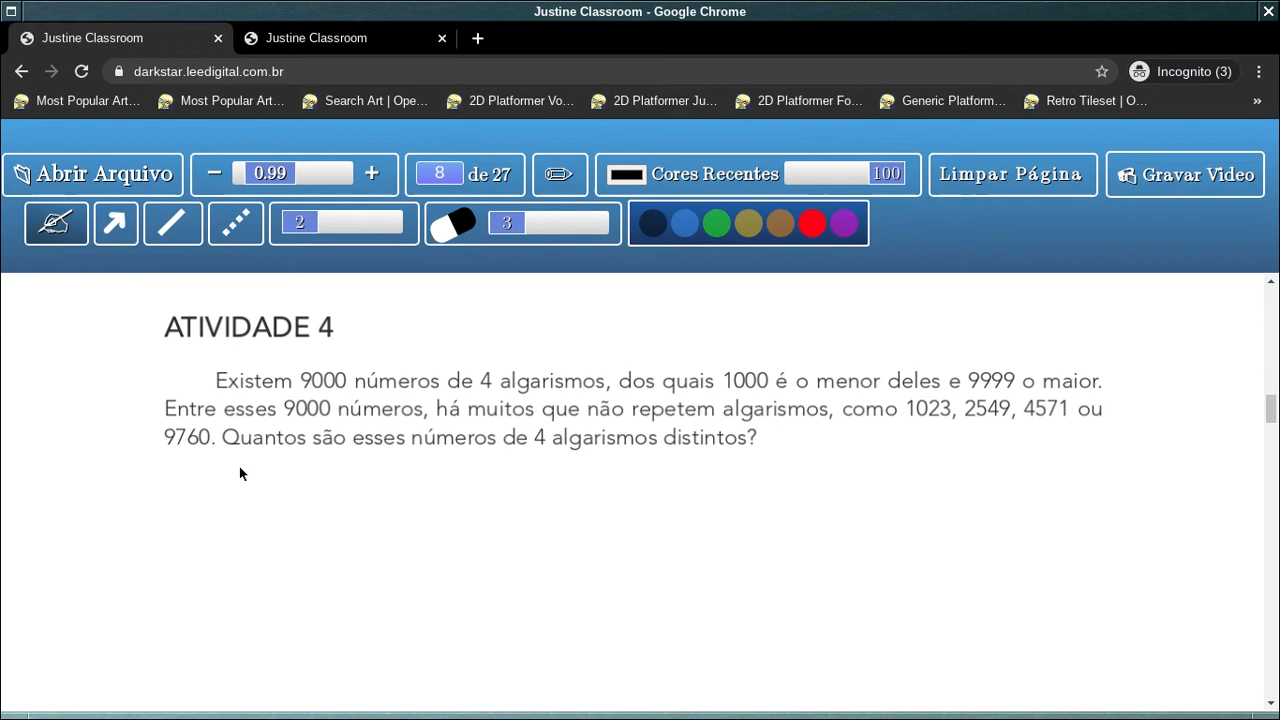 Justine Classroom - Google Chrome
Justine Classroom Justine Classroom
darkstar.leedigital.com.br Incognito (3)
Most Popular Art… Most Popular Art… Search Art | Ope… 2D Platformer Vo… 2D Platformer Ju… 2D Platformer Fo… Generic Platform… Retro Tileset | O… »
Abrir Arquivo − 0.99 + 8 de 27 Cores Recentes 100 Limpar Página Gravar Video
2 3
ATIVIDADE 4
Existem 9000 números de 4 algarismos, dos quais 1000 é o menor deles e 9999 o maior.
Entre esses 9000 números, há muitos que não repetem algarismos, como 1023, 2549, 4571 ou
9760. Quantos são esses números de 4 algarismos distintos?